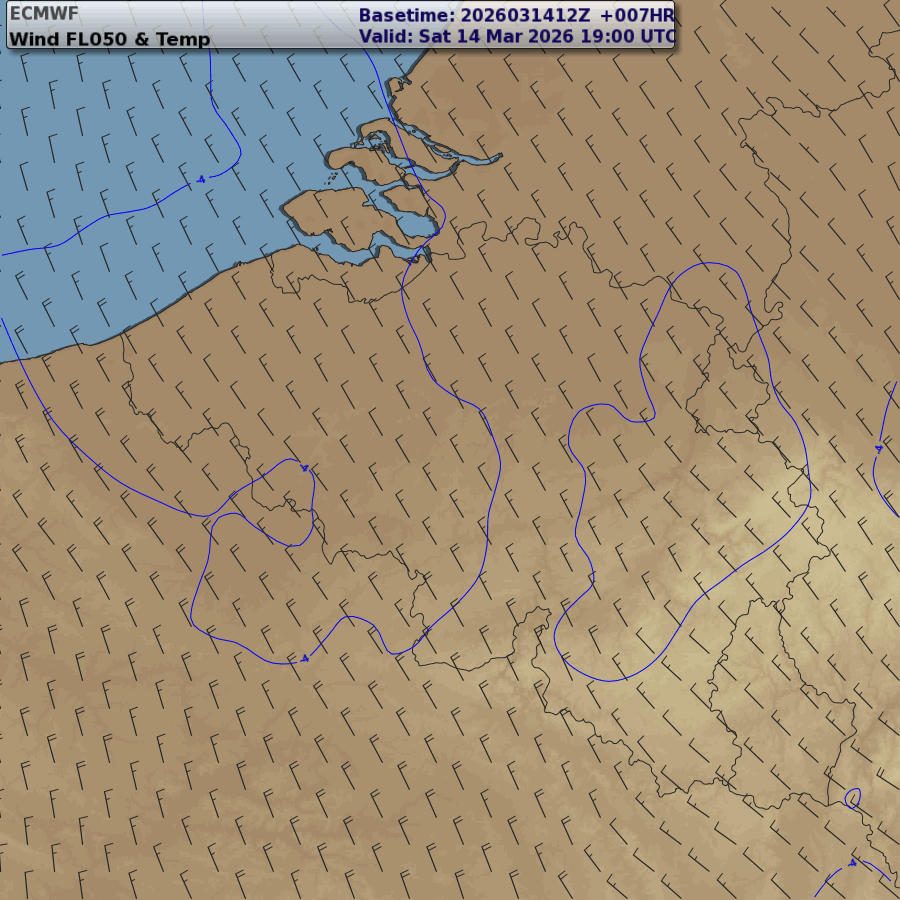 ECMWF
Basetime: 2026031412Z +007HR
Wind FL050 & Temp
Valid: Sat 14 Mar 2026 19:00 UTC